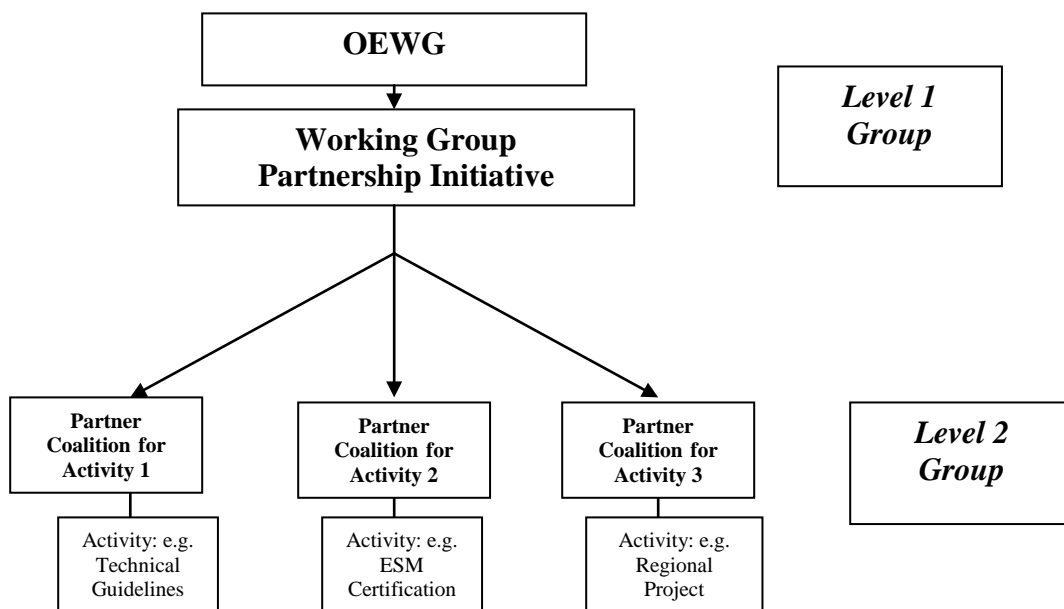 OEWG
Level 1
Group
Working Group
Partnership Initiative
Partner
Coalition for
Activity 1
Partner
Coalition for
Activity 2
Partner
Coalition for
Activity 3
Level 2
Group
Activity: e.g.
Technical
Guidelines
Activity: e.g.
ESM
Certification
Activity: e.g.
Regional
Project